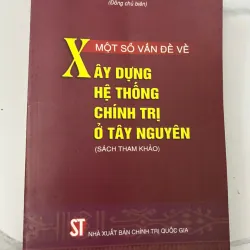 (Đồng chủ biên)
MỘT SỐ VẤN ĐỀ VỀ
XÂY DỰNG
HỆ THỐNG
CHÍNH TRỊ
Ở TÂY NGUYÊN
(SÁCH THAM KHẢO)
ST NHÀ XUẤT BẢN CHÍNH TRỊ QUỐC GIA